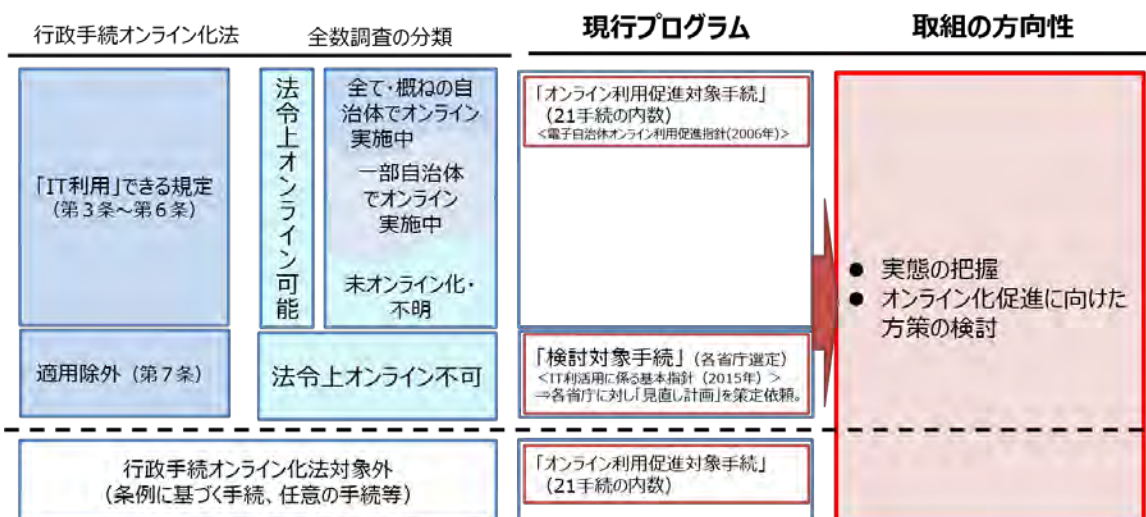 行政手続オンライン化法
全数調査の分類
現行プログラム
取組の方向性
「IT利用」できる規定
(第3条~第6条)
法令上オンライン可能
全て・概ねの自
治体でオンライン
実施中
一部自治体
でオンライン
実施中
未オンライン化・
不明
「オンライン利用促進対象手続」
(21手続の内数)
<電子自治体オンライン利用促進指針(2006年)>
● 実態の把握
● オンライン化促進に向けた
方策の検討
適用除外(第7条)
法令上オンライン不可
「検討対象手続」(各省庁選定)
<IT利活用に係る基本指針(2015年)>
⇒各省庁に対し「見直し計画」を策定依頼。
行政手続オンライン化法対象外
(条例に基づく手続、任意の手続等)
「オンライン利用促進対象手続」
(21手続の内数)